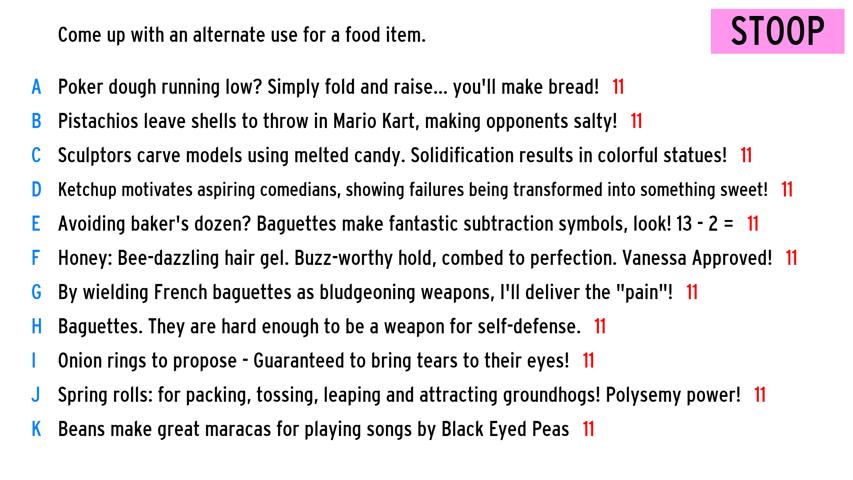 Come up with an alternate use for a food item.
STOOP
A Poker dough running low? Simply fold and raise... you'll make bread! 11
B Pistachios leave shells to throw in Mario Kart, making opponents salty! 11
C Sculptors carve models using melted candy. Solidification results in colorful statues! 11
D Ketchup motivates aspiring comedians, showing failures being transformed into something sweet! 11
E Avoiding baker's dozen? Baguettes make fantastic subtraction symbols, look! 13 - 2 = 11
F Honey: Bee-dazzling hair gel. Buzz-worthy hold, combed to perfection. Vanessa Approved! 11
G By wielding French baguettes as bludgeoning weapons, I'll deliver the "pain"! 11
H Baguettes. They are hard enough to be a weapon for self-defense. 11
I Onion rings to propose - Guaranteed to bring tears to their eyes! 11
J Spring rolls: for packing, tossing, leaping and attracting groundhogs! Polysemy power! 11
K Beans make great maracas for playing songs by Black Eyed Peas 11